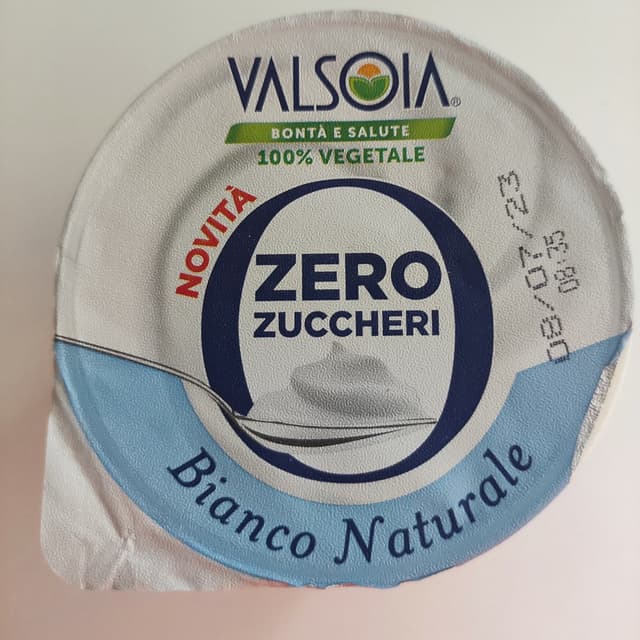 VALSOIA®
BONTÀ E SALUTE
100% VEGETALE
NOVITÀ
ZERO
ZUCCHERI
08/07/23
08:35
Bianco Naturale